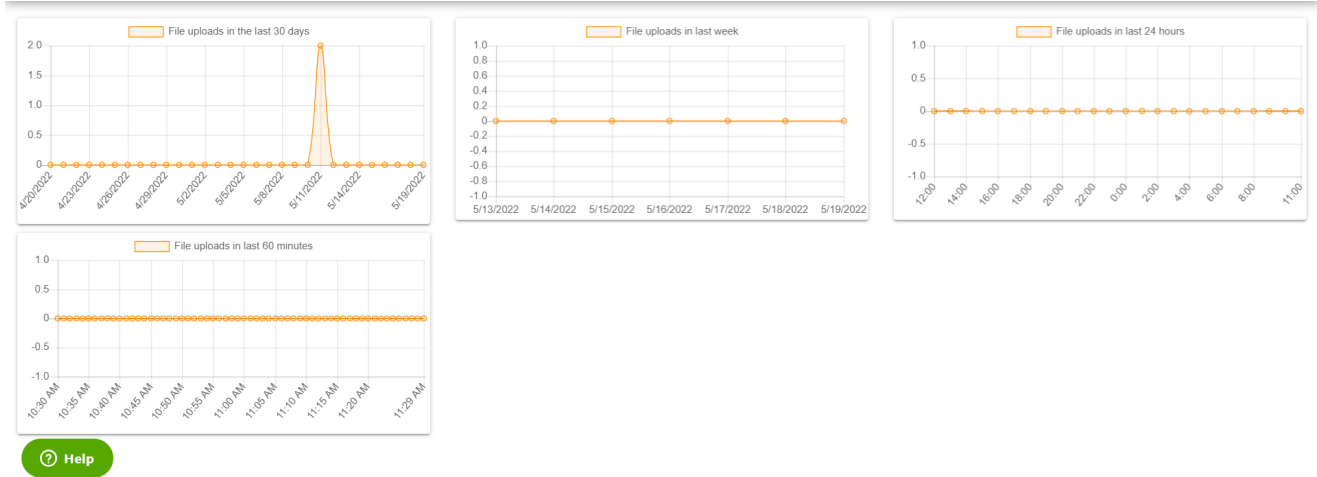 File uploads in the last 30 days
2.0
1.5
1.0
0.5
0
4/20/2022 4/23/2022 4/26/2022 4/29/2022 5/2/2022 5/5/2022 5/8/2022 5/11/2022 5/14/2022 5/19/2022
File uploads in last week
1.0
0.8
0.6
0.4
0.2
0
-0.2
-0.4
-0.6
-0.8
-1.0
5/13/2022 5/14/2022 5/15/2022 5/16/2022 5/17/2022 5/18/2022 5/19/2022
File uploads in last 24 hours
1.0
0.5
0
-0.5
-1.0
12:00 14:00 16:00 18:00 20:00 22:00 0:00 2:00 4:00 6:00 8:00 11:00
File uploads in last 60 minutes
1.0
0.5
0
-0.5
-1.0
10:30 AM 10:35 AM 10:40 AM 10:45 AM 10:50 AM 10:55 AM 11:00 AM 11:05 AM 11:10 AM 11:15 AM 11:20 AM 11:29 AM
? Help